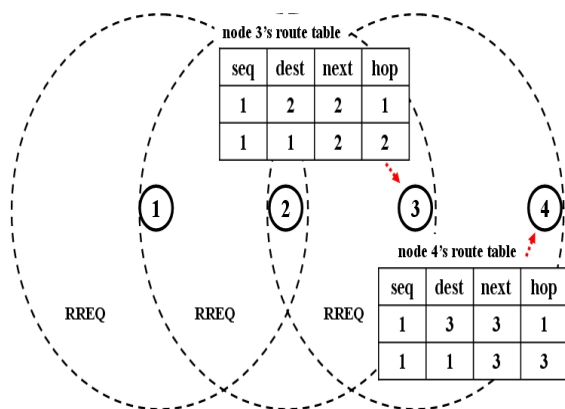 node 3's route table
seq dest next hop
1 2 2 1
1 1 2 2
1 2 3 4
node 4's route table
seq dest next hop
1 3 3 1
1 1 3 3
RREQ RREQ RREQ